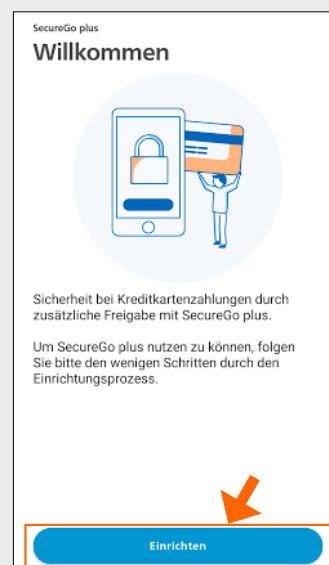 SecureGo plus
Willkommen
Sicherheit bei Kreditkartenzahlungen durch
zusätzliche Freigabe mit SecureGo plus.
Um SecureGo plus nutzen zu können, folgen
Sie bitte den wenigen Schritten durch den
Einrichtungsprozess.
Einrichten